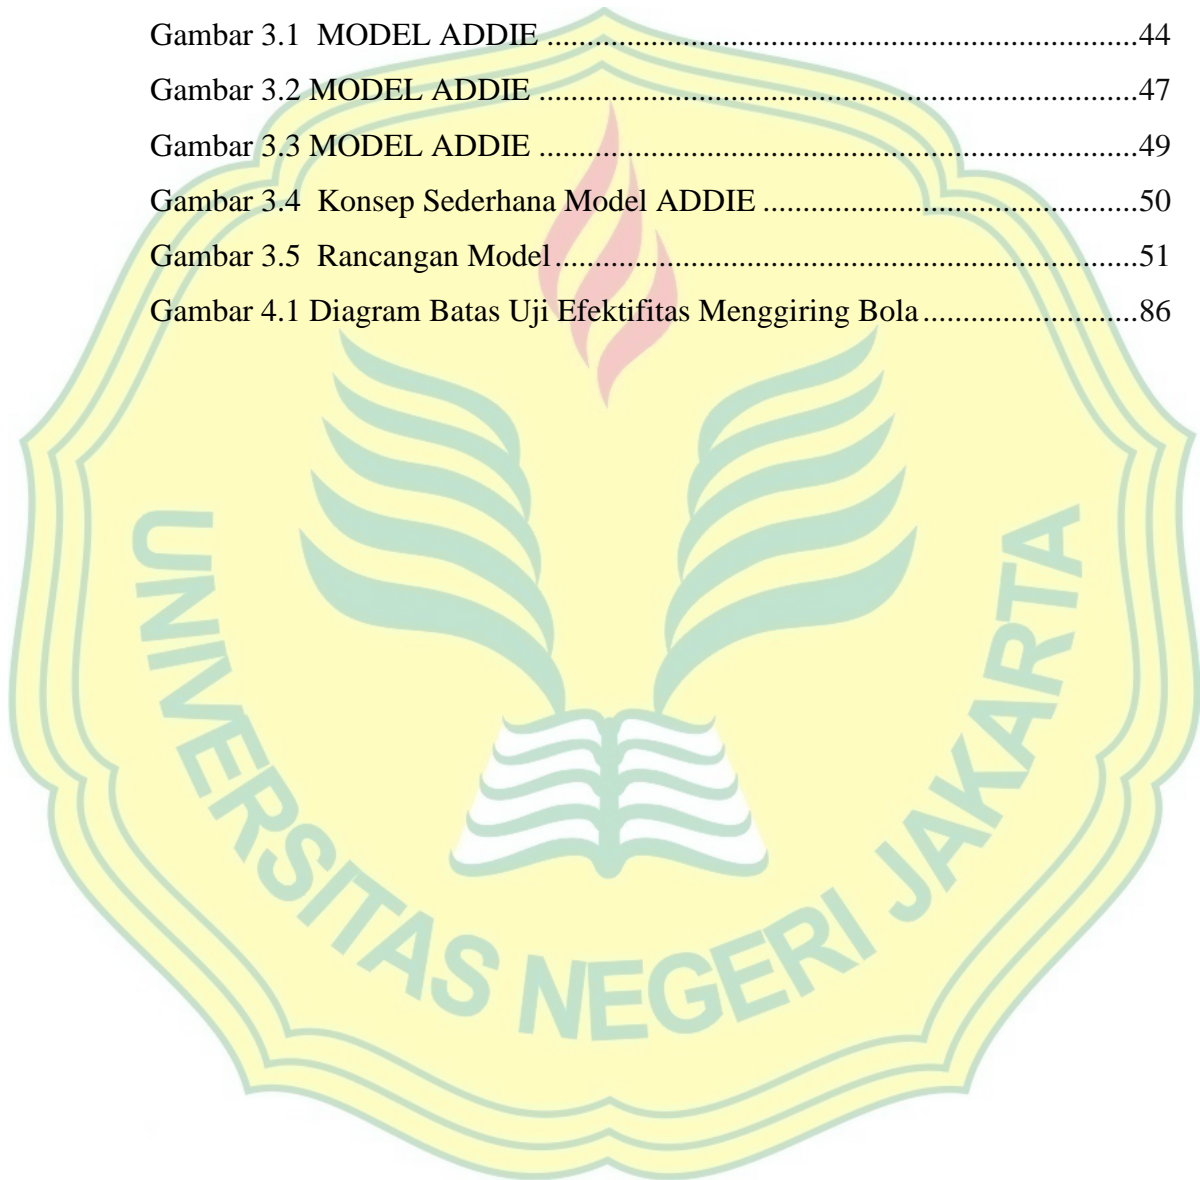 Gambar 3.1  MODEL ADDIE ..........................................................................44
Gambar 3.2 MODEL ADDIE ...........................................................................47
Gambar 3.3 MODEL ADDIE ...........................................................................49
Gambar 3.4  Konsep Sederhana Model ADDIE ...............................................50
Gambar 3.5  Rancangan Model.........................................................................51
Gambar 4.1 Diagram Batas Uji Efektifitas Menggiring Bola...........................86
UNIVERSITAS NEGERI JAKARTA